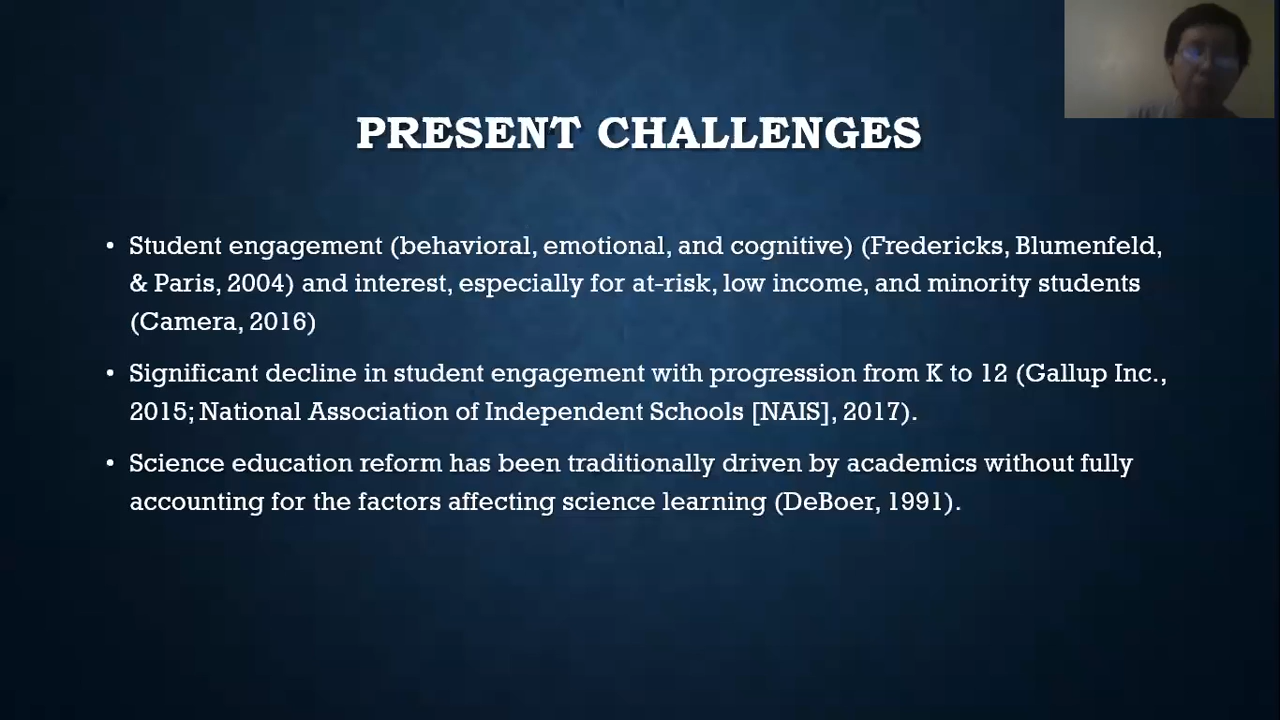 PRESENT CHALLENGES
• Student engagement (behavioral, emotional, and cognitive) (Fredericks, Blumenfeld,
& Paris, 2004) and interest, especially for at-risk, low income, and minority students
(Camera, 2016)
• Significant decline in student engagement with progression from K to 12 (Gallup Inc.,
2015; National Association of Independent Schools [NAIS], 2017).
• Science education reform has been traditionally driven by academics without fully
accounting for the factors affecting science learning (DeBoer, 1991).